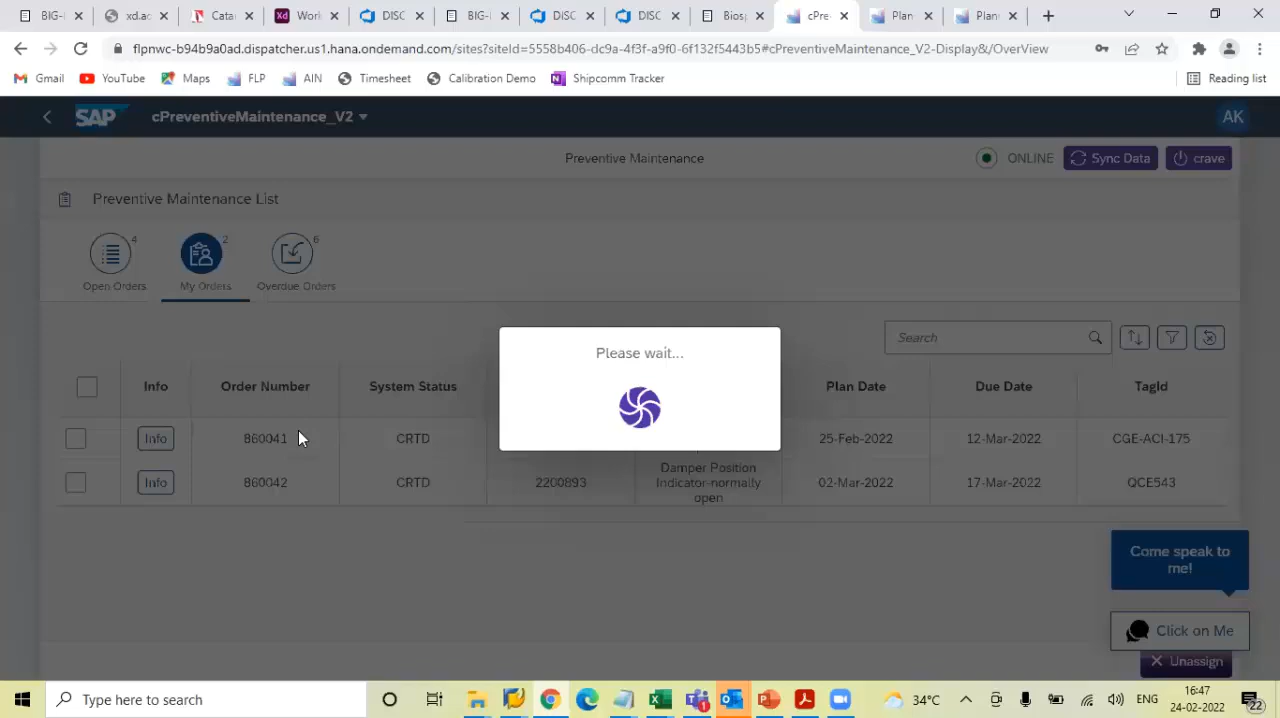 BIG-I
xd.ac
Cata
Work
DISC
BIG-I
DiSC
DISC
Biosp
cPre
Plan
Plan
flpnwc-b94b9a0ad.dispatcher.us1.hana.ondemand.com/sites?siteId=5558b406-dc9a-4f3f-a9f0-6f132f5443b5#cPreventiveMaintenance_V2-Display&/OverView
Gmail
YouTube
Maps
FLP
AIN
Timesheet
Calibration Demo
Shipcomm Tracker
Reading list
SAP
cPreventiveMaintenance_V2
AK
Preventive Maintenance
ONLINE
Sync Data
crave
Preventive Maintenance List
4
2
6
Open Orders
My Orders
Overdue Orders
Search
Please wait...
Info
Order Number
System Status
Plan Date
Due Date
TagId
Info
860041
CRTD
25-Feb-2022
12-Mar-2022
CGE-ACI-175
Info
860042
CRTD
2200893
Damper Position
Indicator-normally
open
02-Mar-2022
17-Mar-2022
QCE543
Come speak to
me!
Click on Me
Unassign
Type here to search
34°C
ENG
16:47
24-02-2022
22